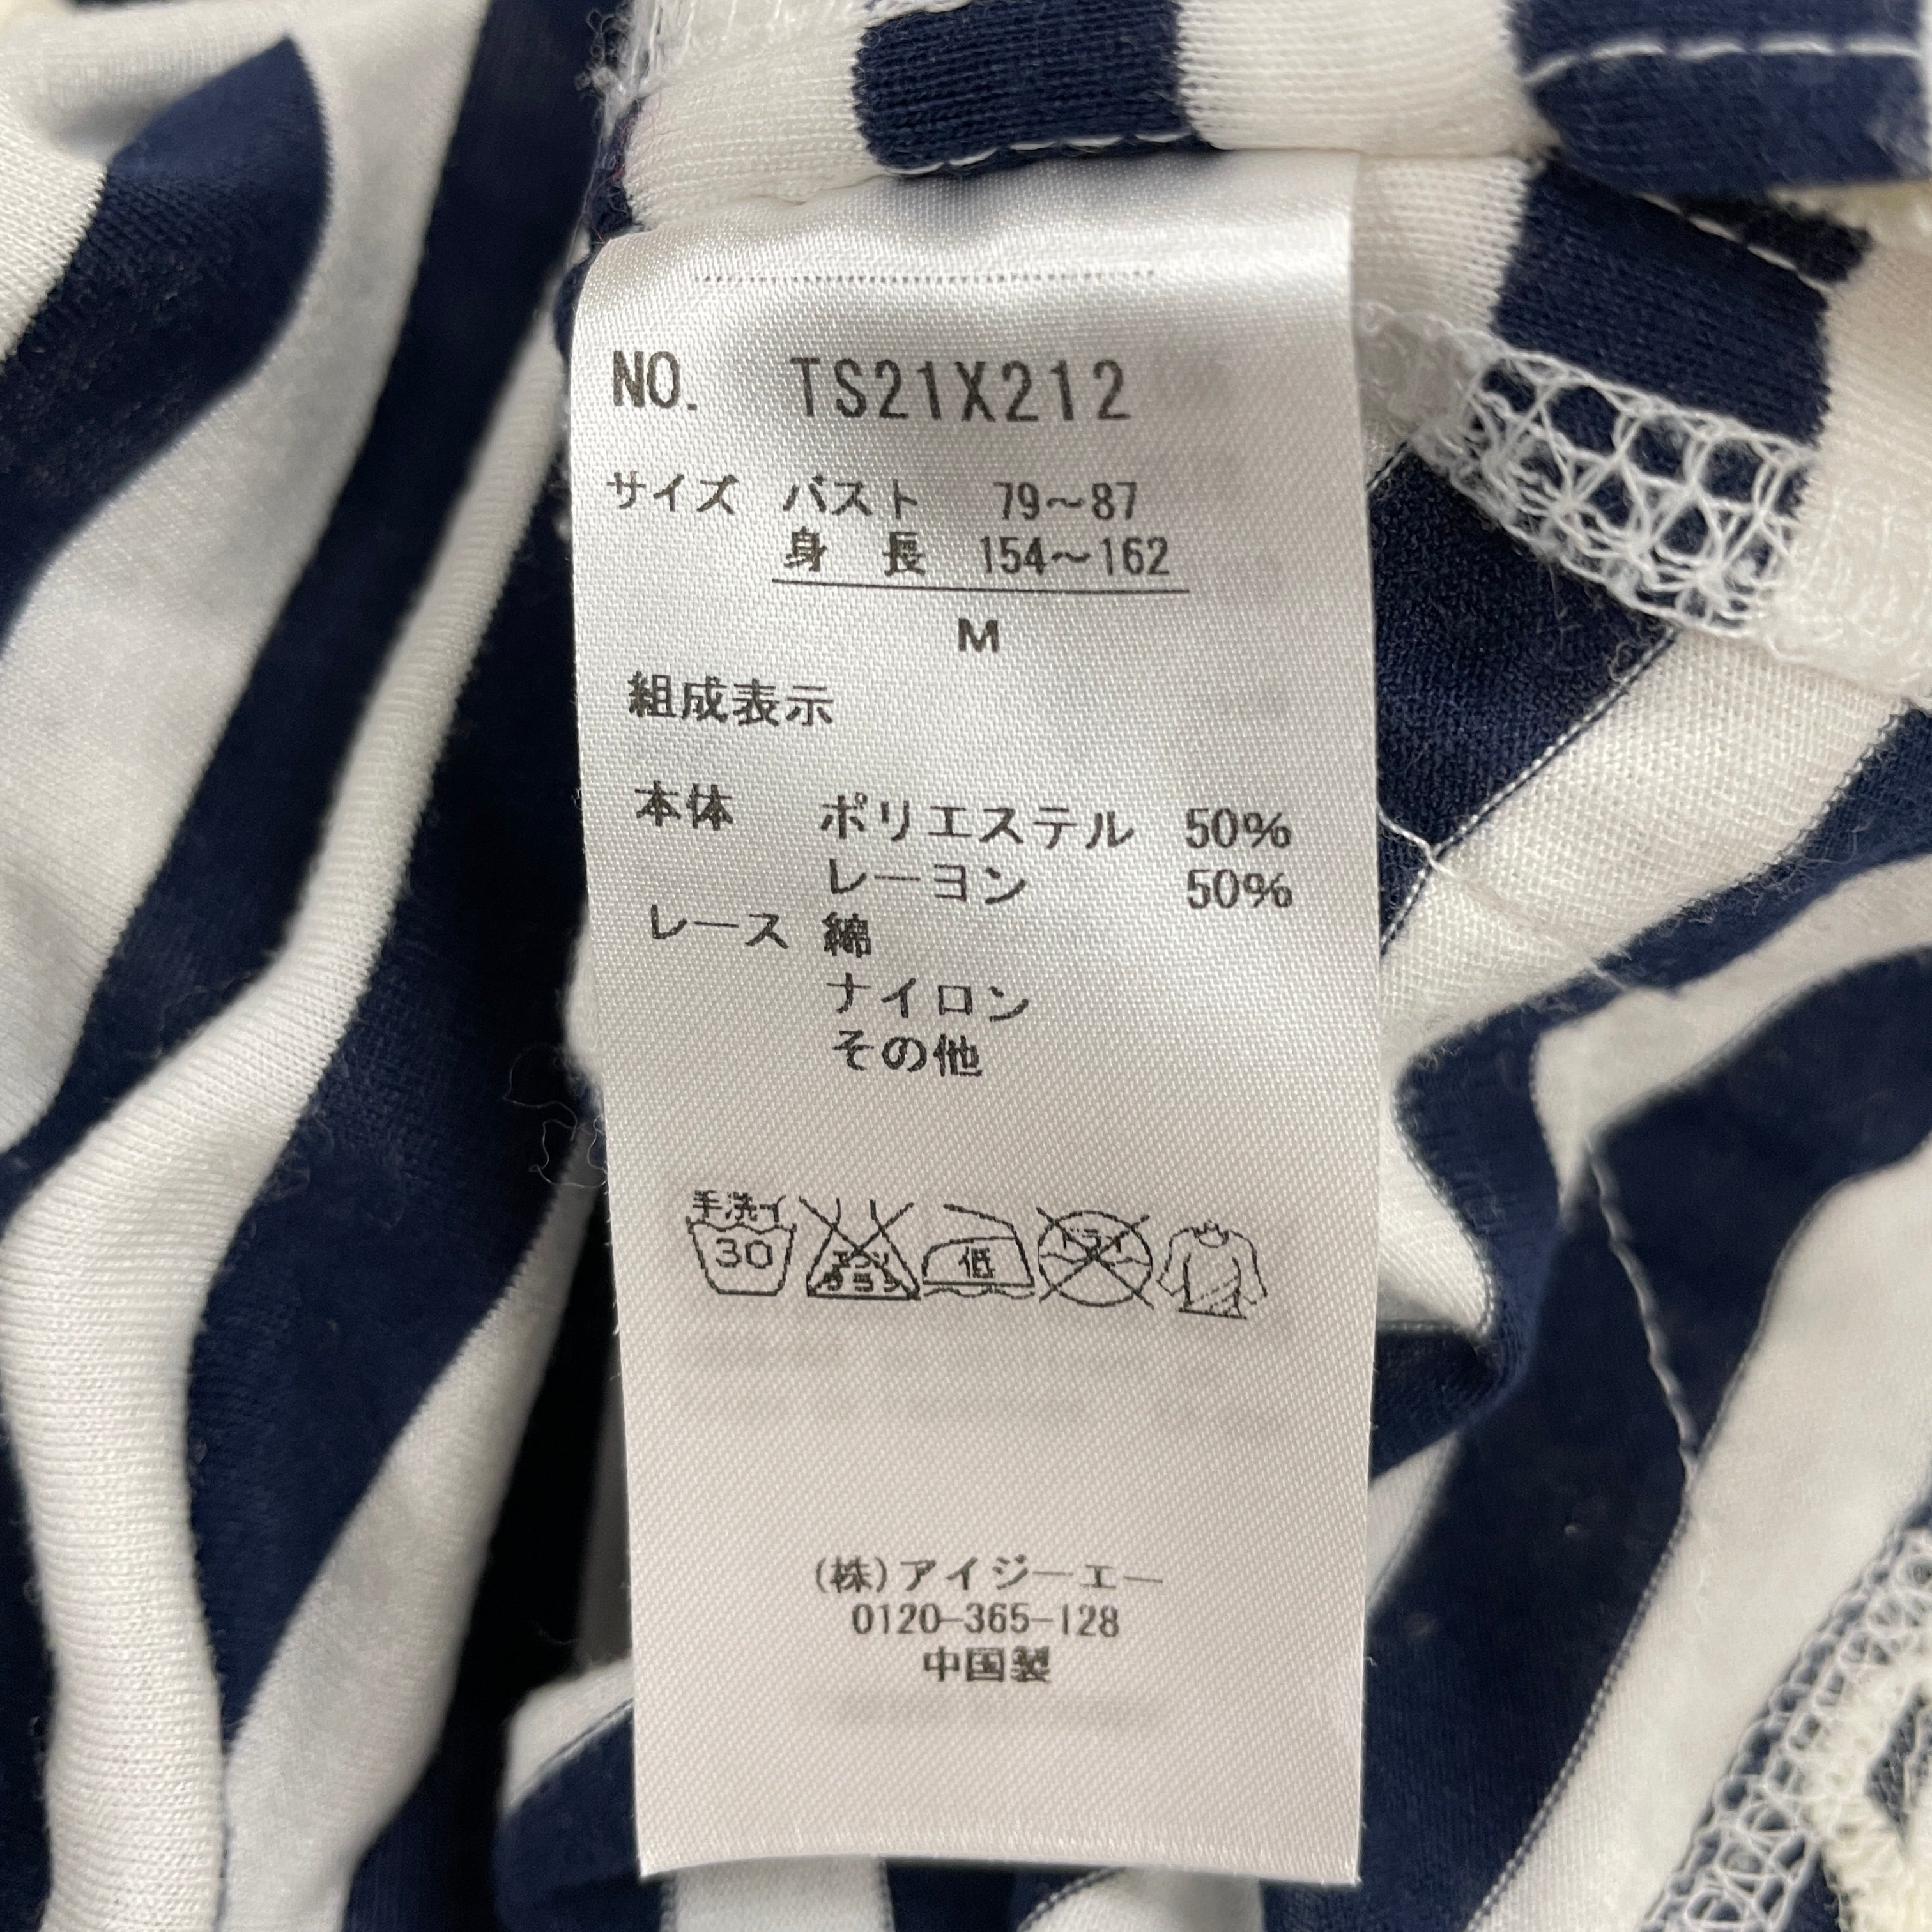 NO. TS21X212
サイズ バスト 79～87
身長 154～162
M
組成表示
本体 ポリエステル 50%
レーヨン 50%
レース 綿
ナイロン
その他
手洗イ
30
エンソ
サラシ
低
ドライ
(株)アイジーエー
0120-365-128
中国製